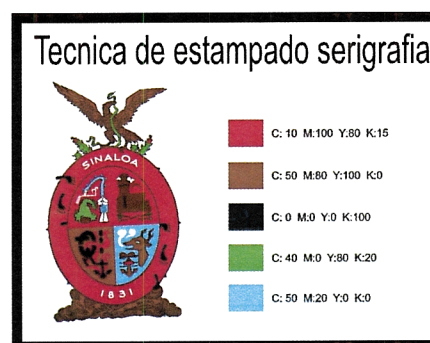 Tecnica de estampado serigrafia
SINALOA
1831
C: 10 M:100 Y:80 K:15
C: 50 M:80 Y:100 K:0
C: 0 M:0 Y:0 K:100
C: 40 M:0 Y:80 K:20
C: 50 M:20 Y:0 K:0